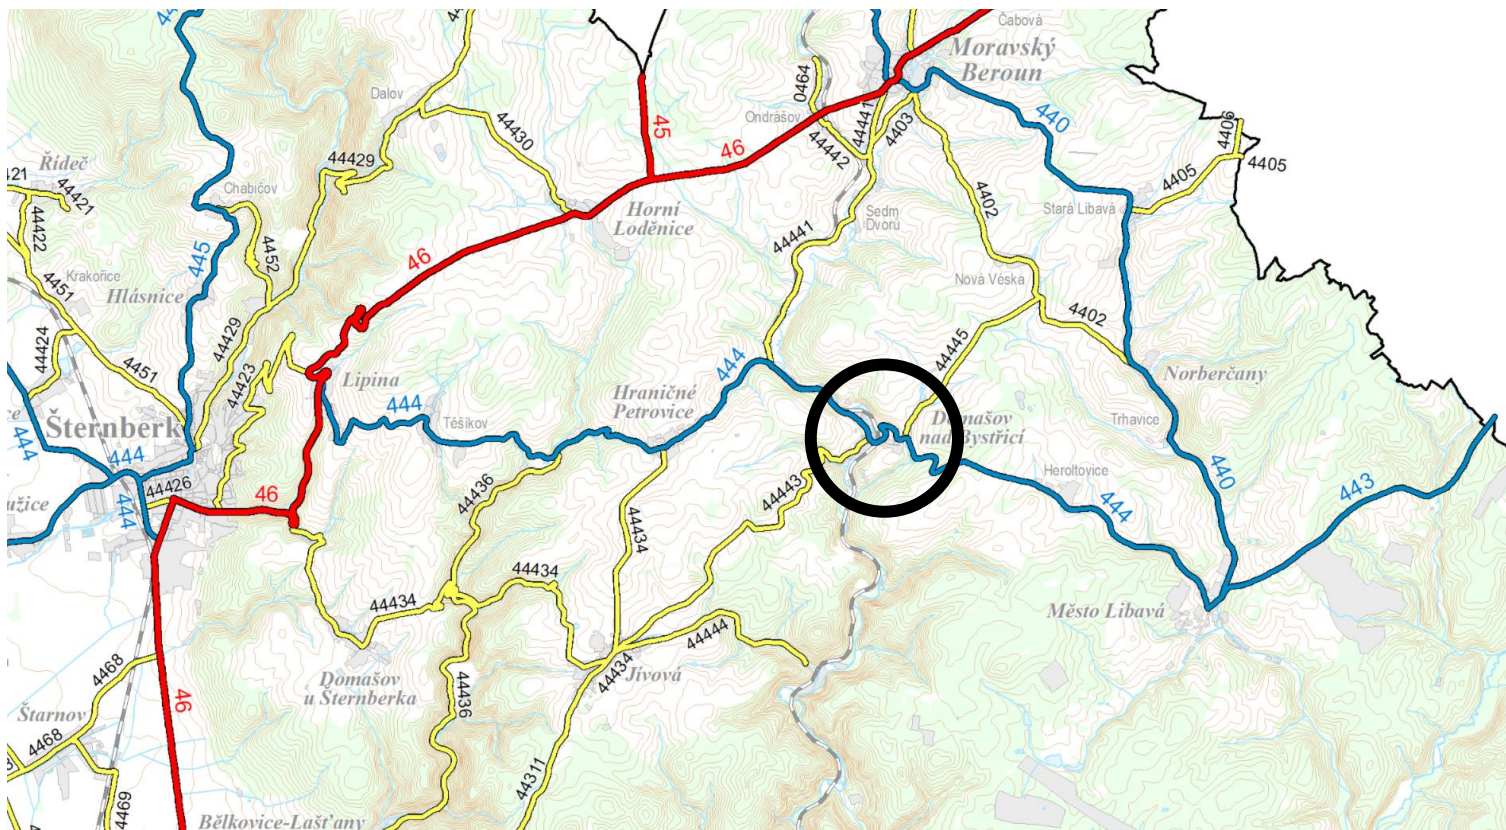 Čabová
Moravský
Beroun
Dalov
0464
45
Ondrášov
44441
4403
440
44430
46
44442
4406
4405
4405
Řídeč
44429
421
44421
Chabičov
4402
Stará Libavá
44422
Horní
Loděnice
Sedm
Dvorů
44441
445
4452
46
Krakořice
Hlásnice
4451
Nová Véska
44429
4402
44424
4451
44423
444
44445
Lipina
Norberčany
Hraničné
Petrovice
444
Těšíkov
Domašov
nad Bystřicí
Trhavice
Šternberk
444
444
Heroltovice
44426
46
44436
44443
440
443
užice
444
444
44434
44434
44434
Město Libavá
44444
Jívová
44434
4468
Domašov
u Šternberka
44436
46
Štarnov
4468
44311
4469
Bělkovice-Lašťany